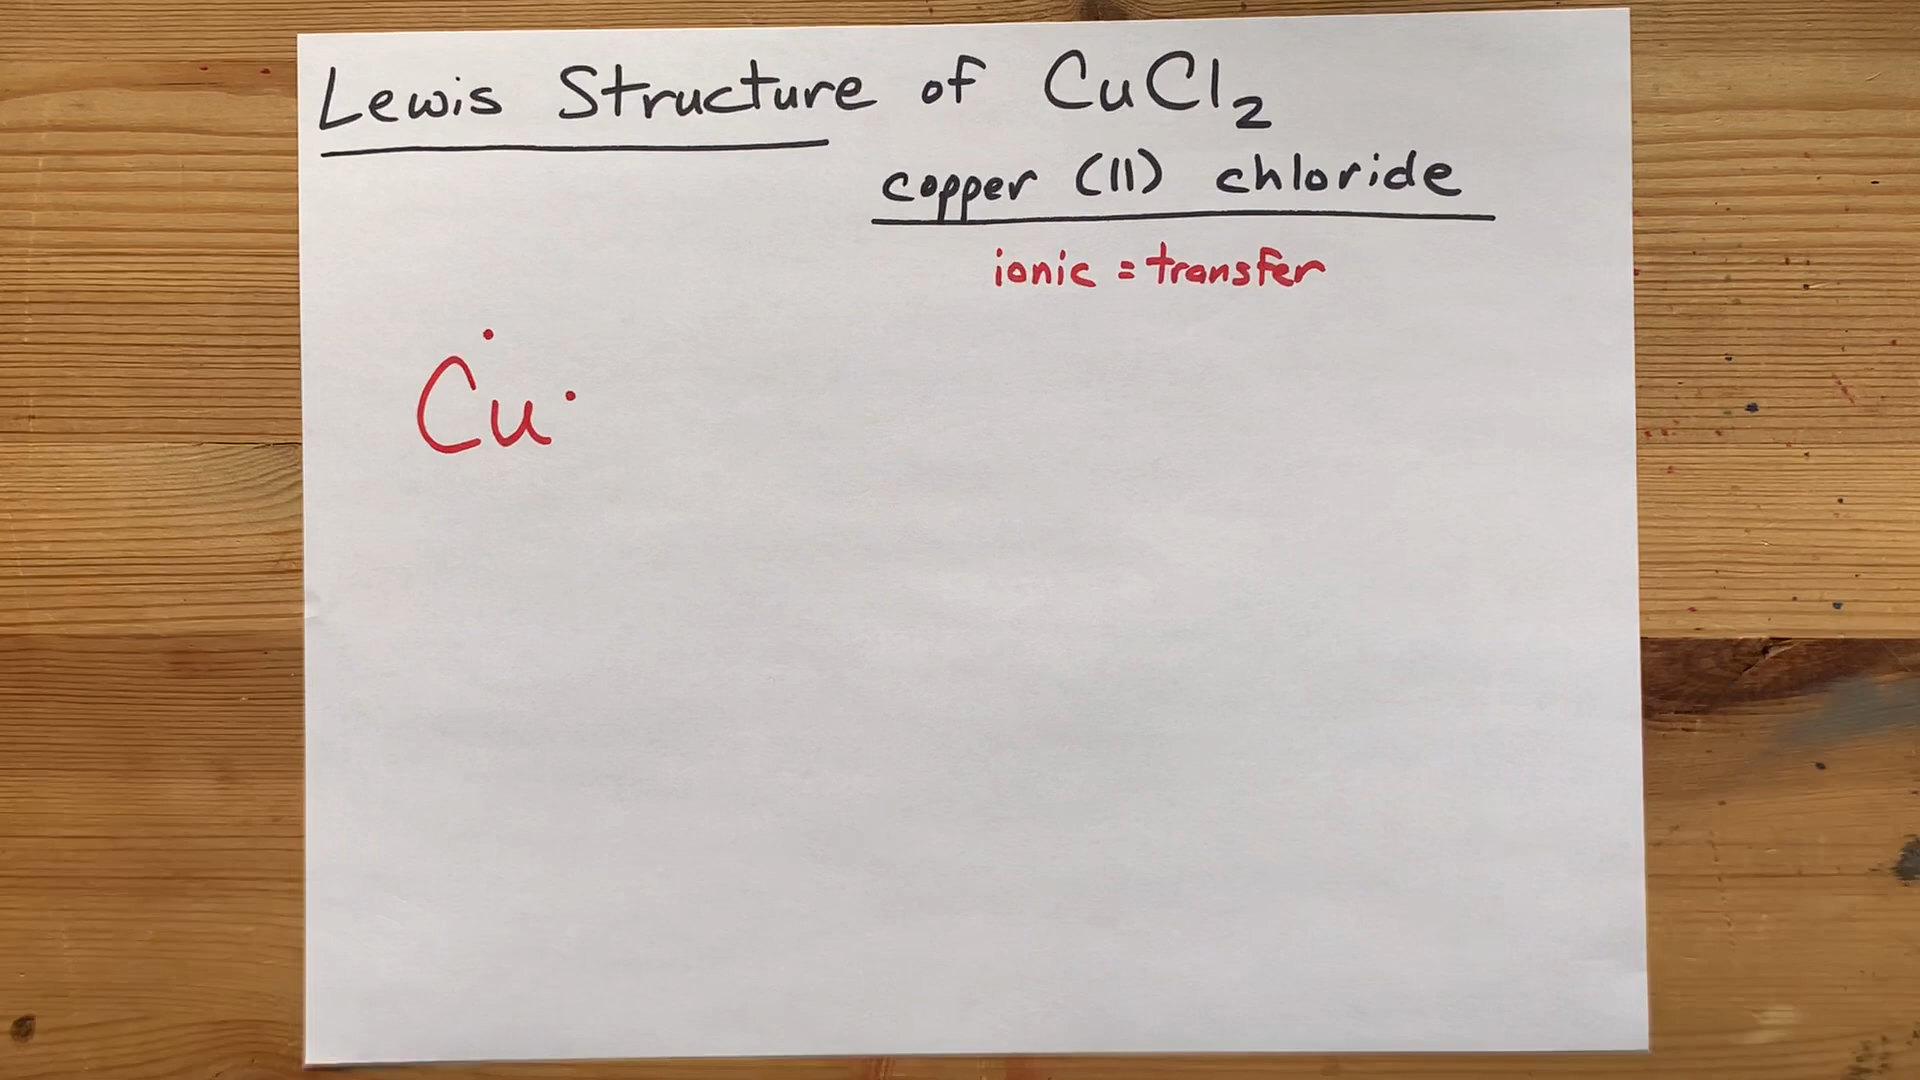 Lewis Structure of CuCl₂
copper (II) chloride
ionic = transfer
Cu